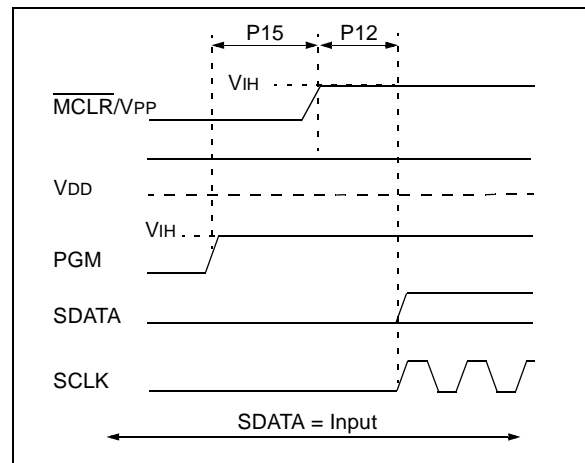 P15 P12
VIH
MCLR/VPP
VDD
VIH
PGM
SDATA
SCLK
SDATA = Input